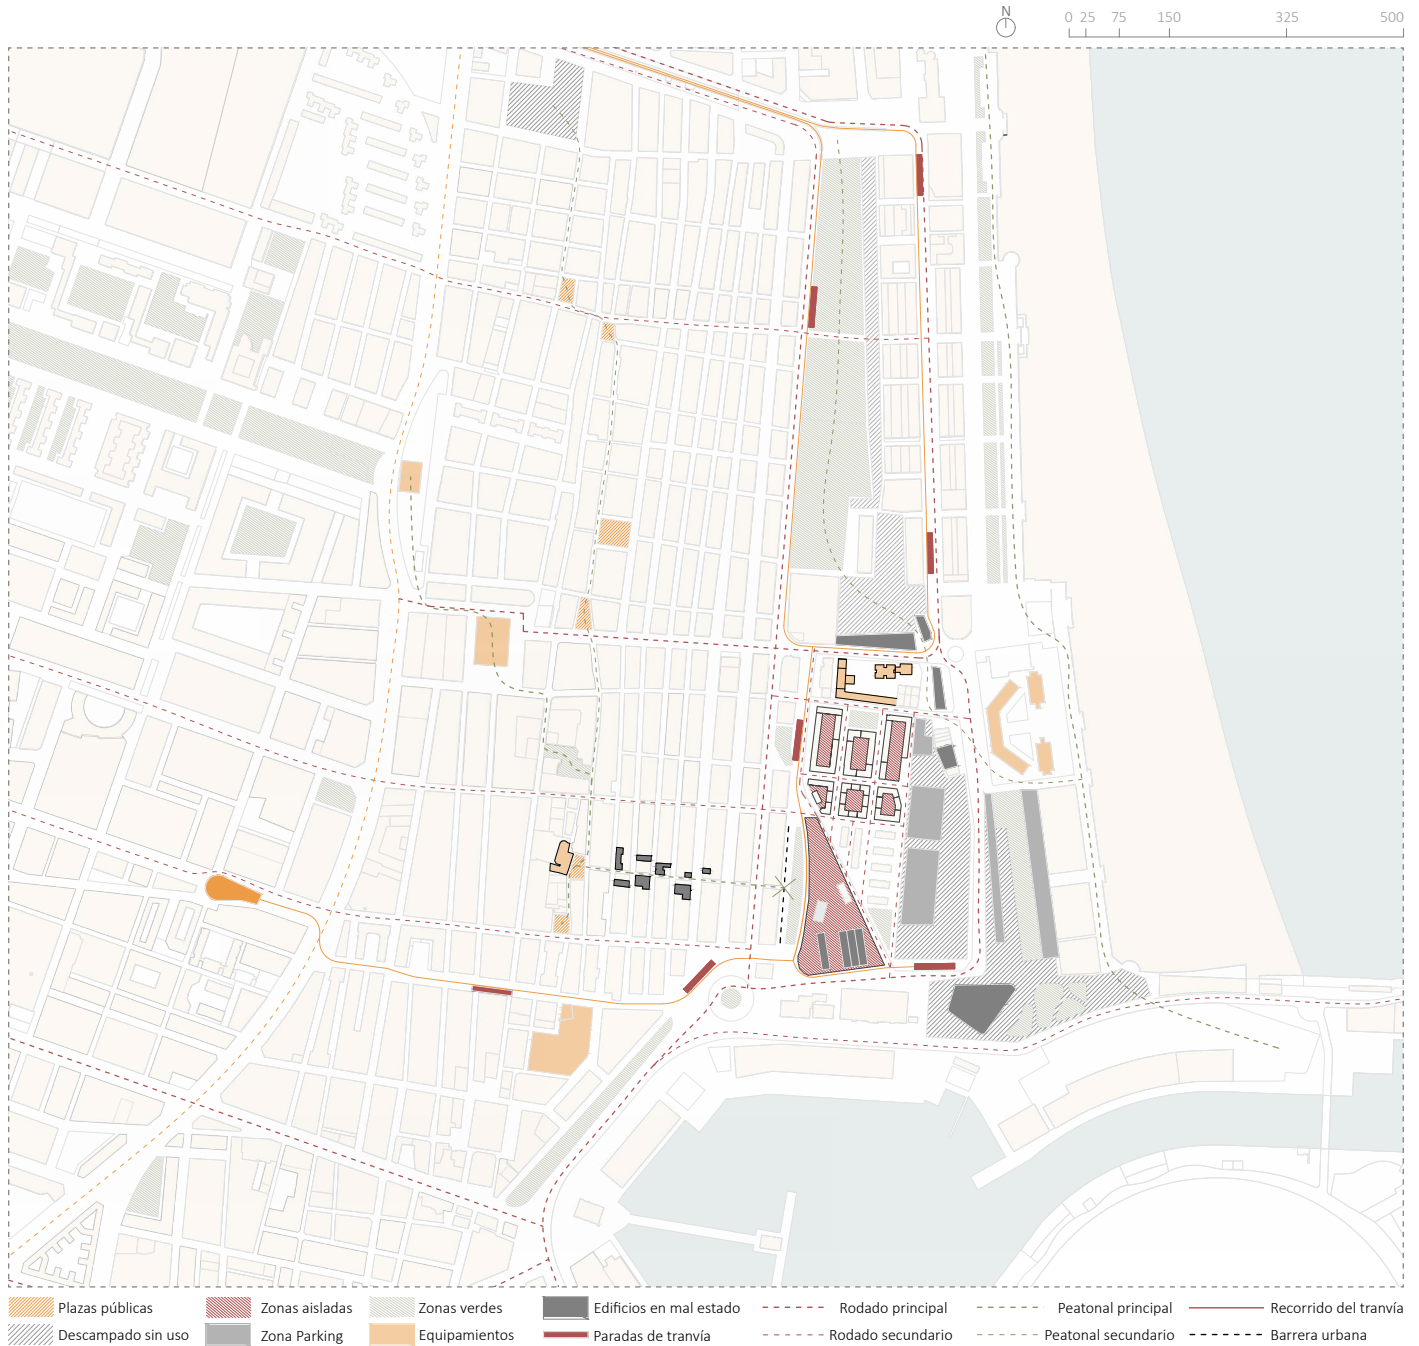 N
0 25 75 150 325 500
Plazas públicas Zonas aisladas Zonas verdes Edificios en mal estado Rodado principal Peatonal principal Recorrido del tranvía
Descampado sin uso Zona Parking Equipamientos Paradas de tranvía Rodado secundario Peatonal secundario Barrera urbana